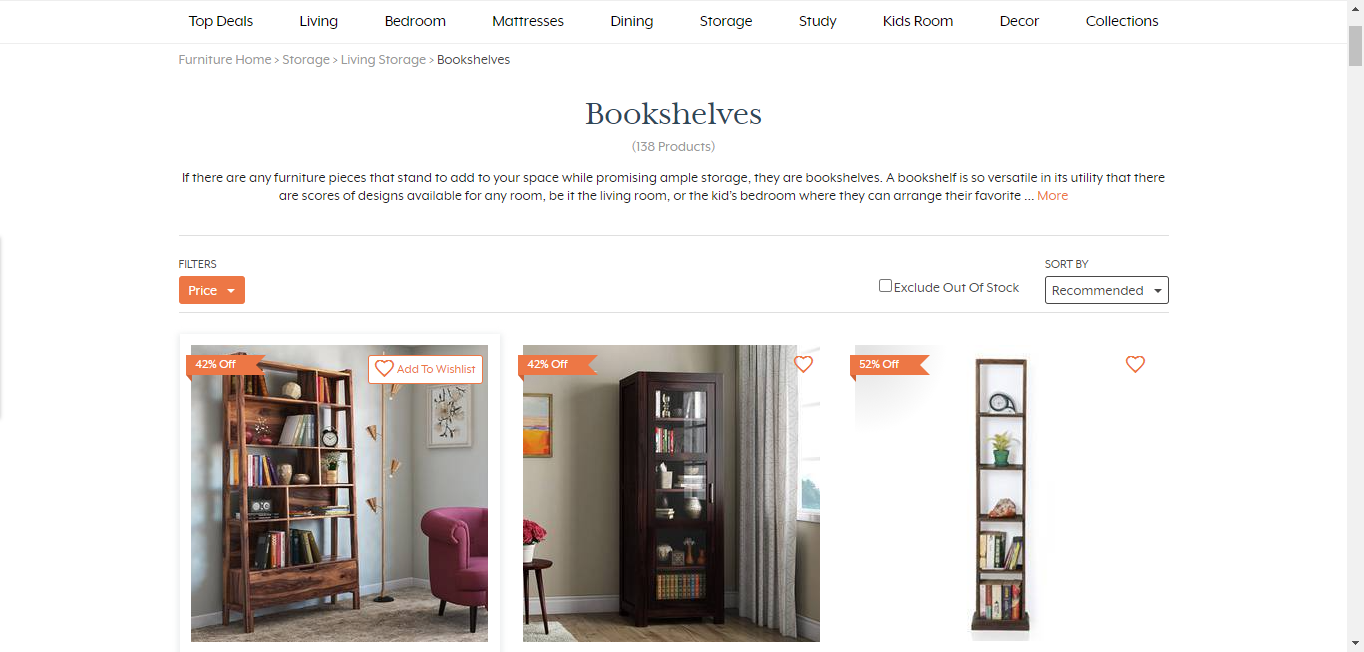 Top Deals Living Bedroom Mattresses Dining Storage Study Kids Room Decor Collections
Furniture Home > Storage > Living Storage > Bookshelves
Bookshelves
(138 Products)
If there are any furniture pieces that stand to add to your space while promising ample storage, they are bookshelves. A bookshelf is so versatile in its utility that there
are scores of designs available for any room, be it the living room, or the kid's bedroom where they can arrange their favorite ... More
FILTERS
Price
Exclude Out Of Stock
SORT BY
Recommended
42% Off
Add To Wishlist
42% Off
52% Off